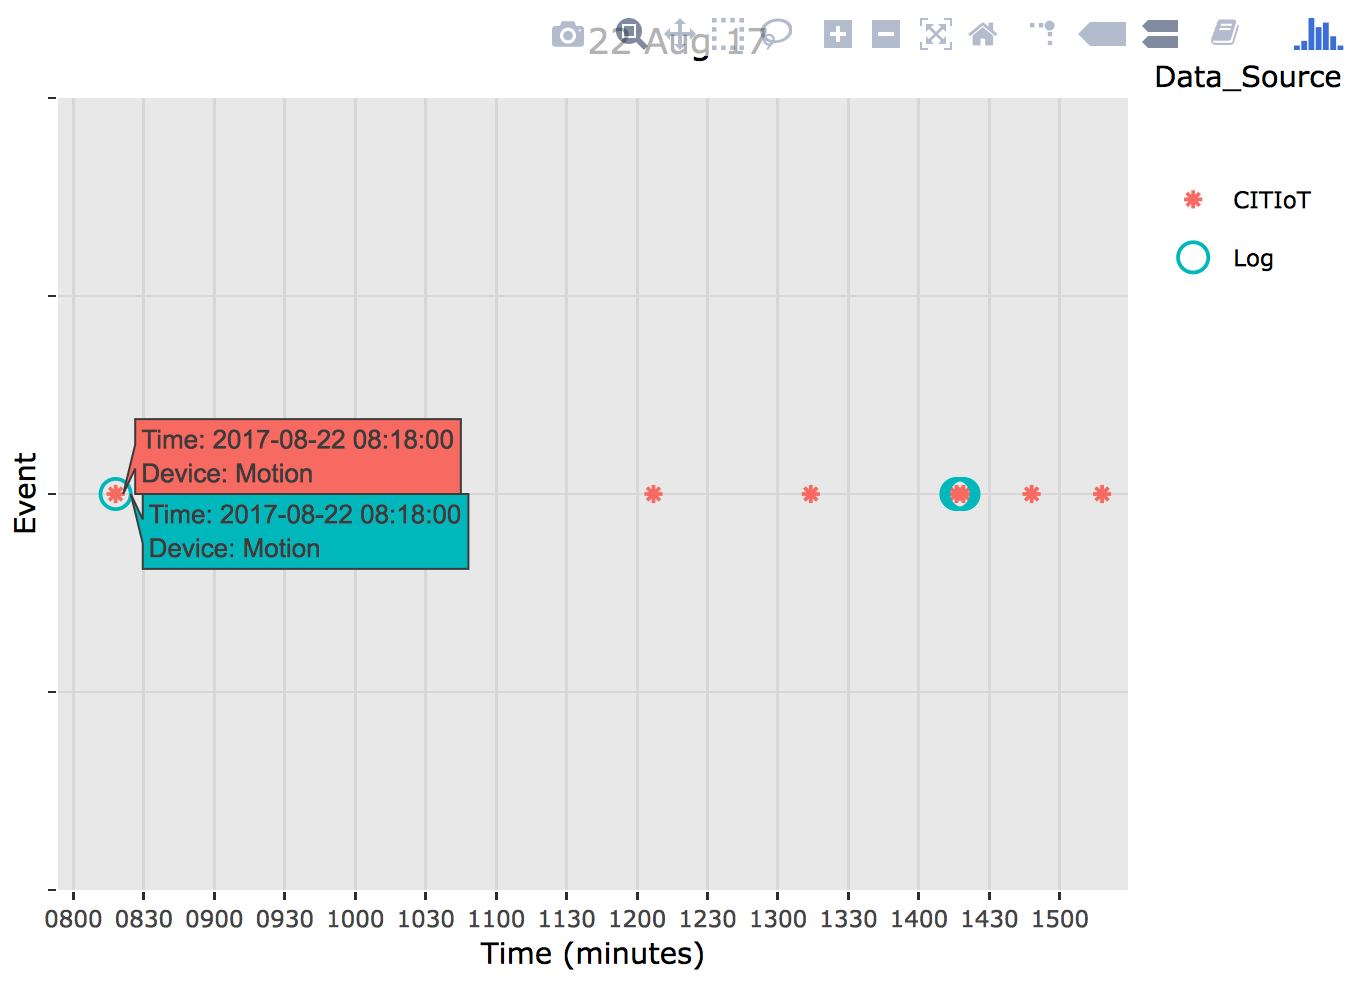 22 Aug 17
Data_Source
CITIoT
Log
Time: 2017-08-22 08:18:00
Device: Motion
Time: 2017-08-22 08:18:00
Device: Motion
Event
0800 0830 0900 0930 1000 1030 1100 1130 1200 1230 1300 1330 1400 1430 1500
Time (minutes)